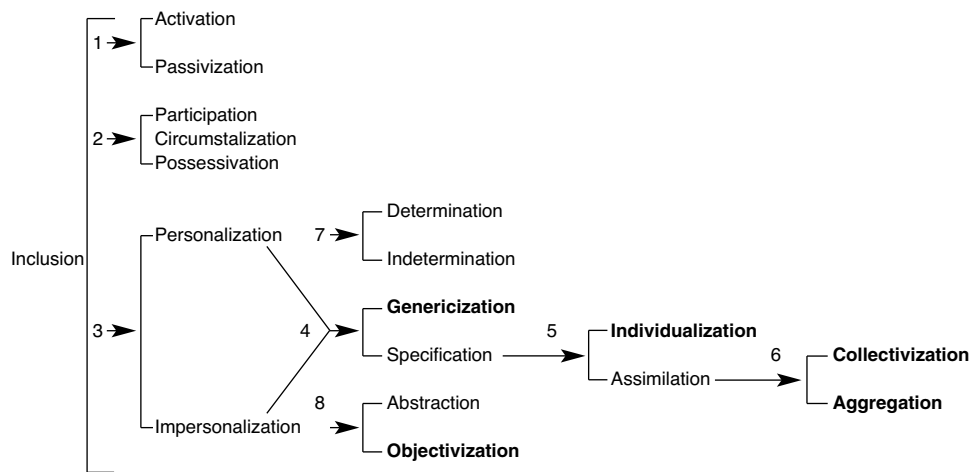 Activation
1
Passivization
Participation
2
Circumstalization
Possessivation
Determination
Personalization
7
Indetermination
Inclusion
Genericization
3
4
5
Individualization
Specification
6
Collectivization
Assimilation
8
Abstraction
Aggregation
Impersonalization
Objectivization